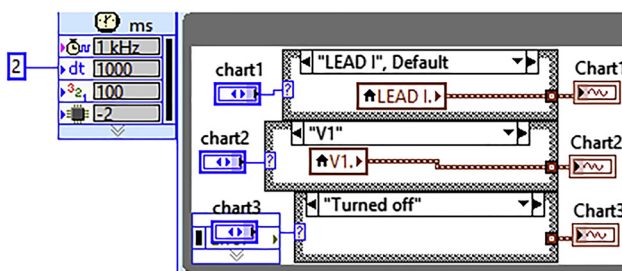 ms
1 kHz
2
dt 1000
100
-2
chart1
"LEAD I", Default
?
LEAD I.
Chart1
chart2
"V1"
?
V1.
Chart2
chart3
"Turned off"
?
Chart3